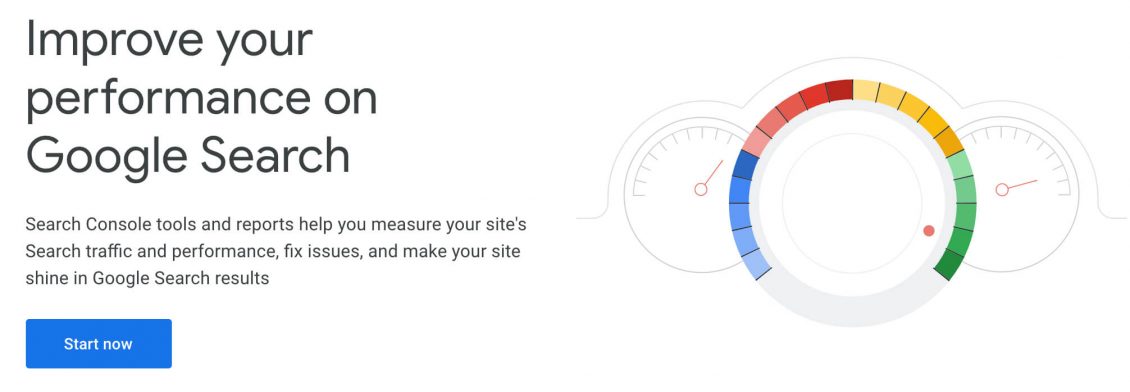 Improve your
performance on
Google Search
Search Console tools and reports help you measure your site's
Search traffic and performance, fix issues, and make your site
shine in Google Search results
Start now